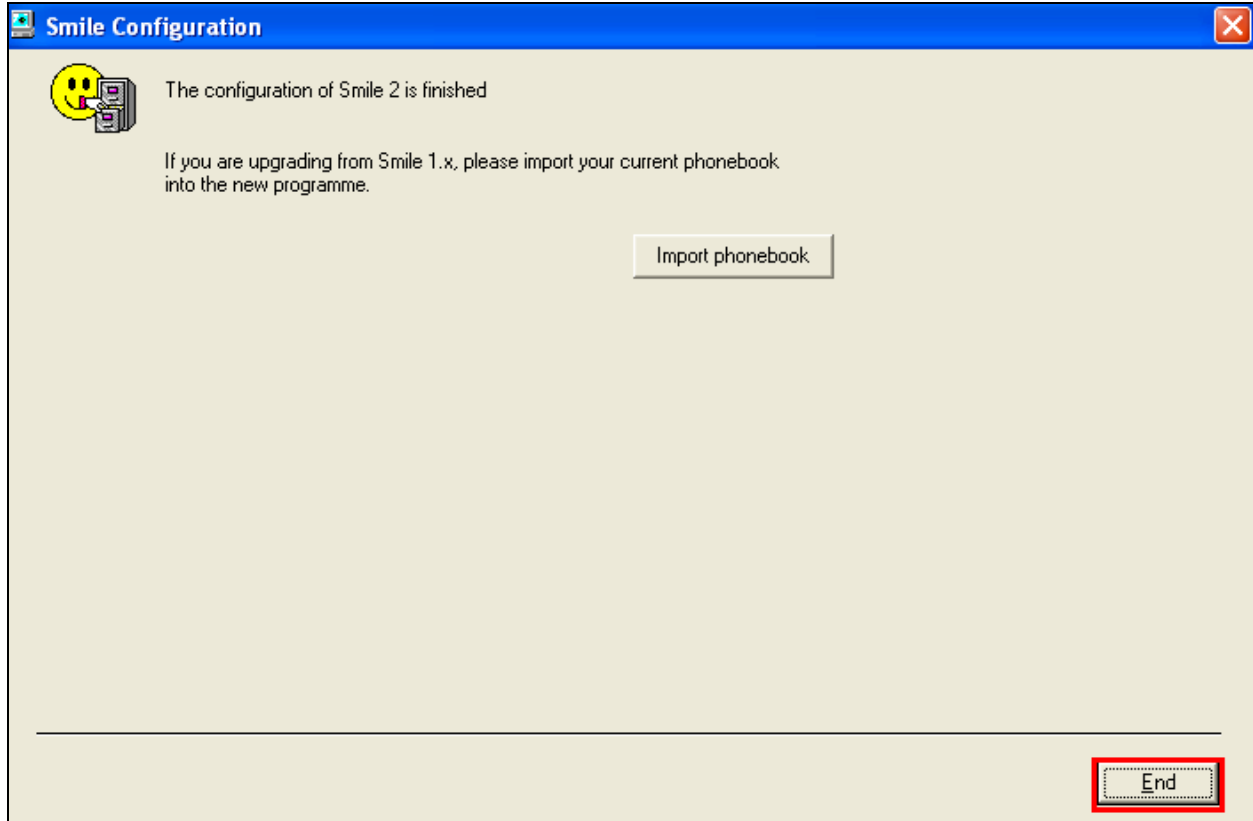 Smile Configuration
The configuration of Smile 2 is finished
If you are upgrading from Smile 1.x, please import your current phonebook
into the new programme.
Import phonebook
End